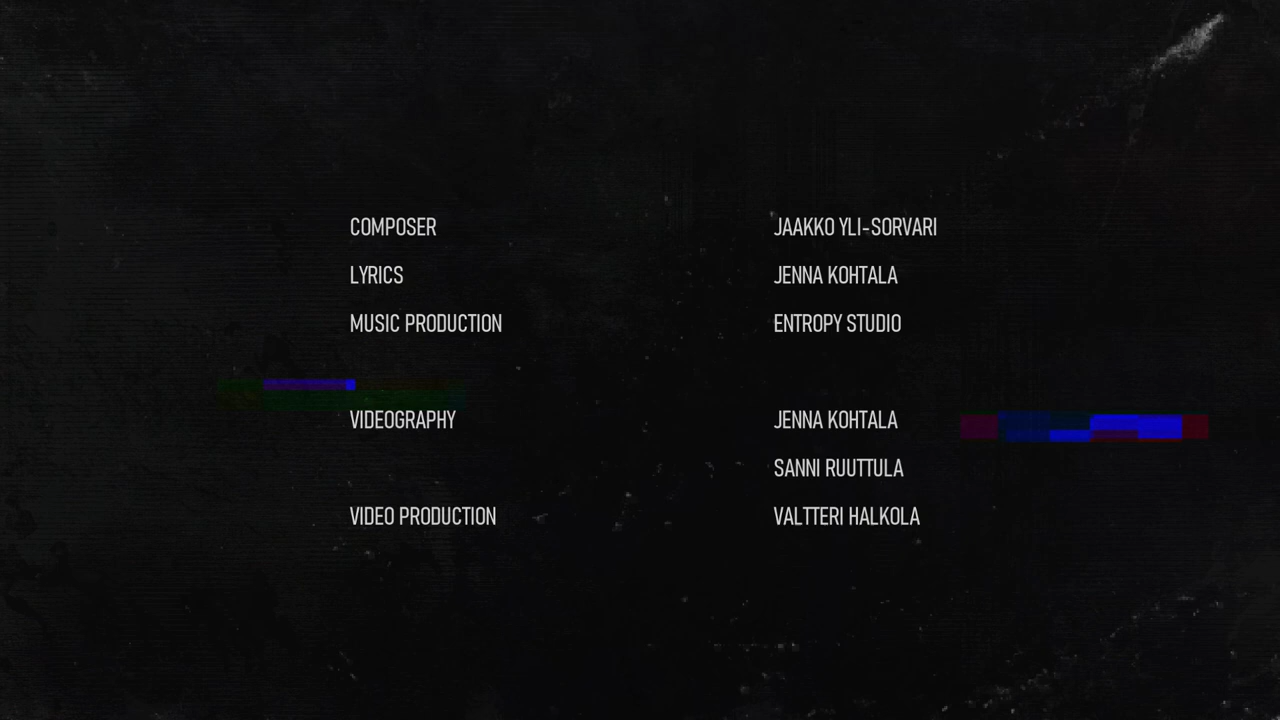 COMPOSER JAAKKO YLI-SORVARI
LYRICS JENNA KOHTALA
MUSIC PRODUCTION ENTROPY STUDIO
VIDEOGRAPHY JENNA KOHTALA
SANNI RUUTTULA
VIDEO PRODUCTION VALTTERI HALKOLA